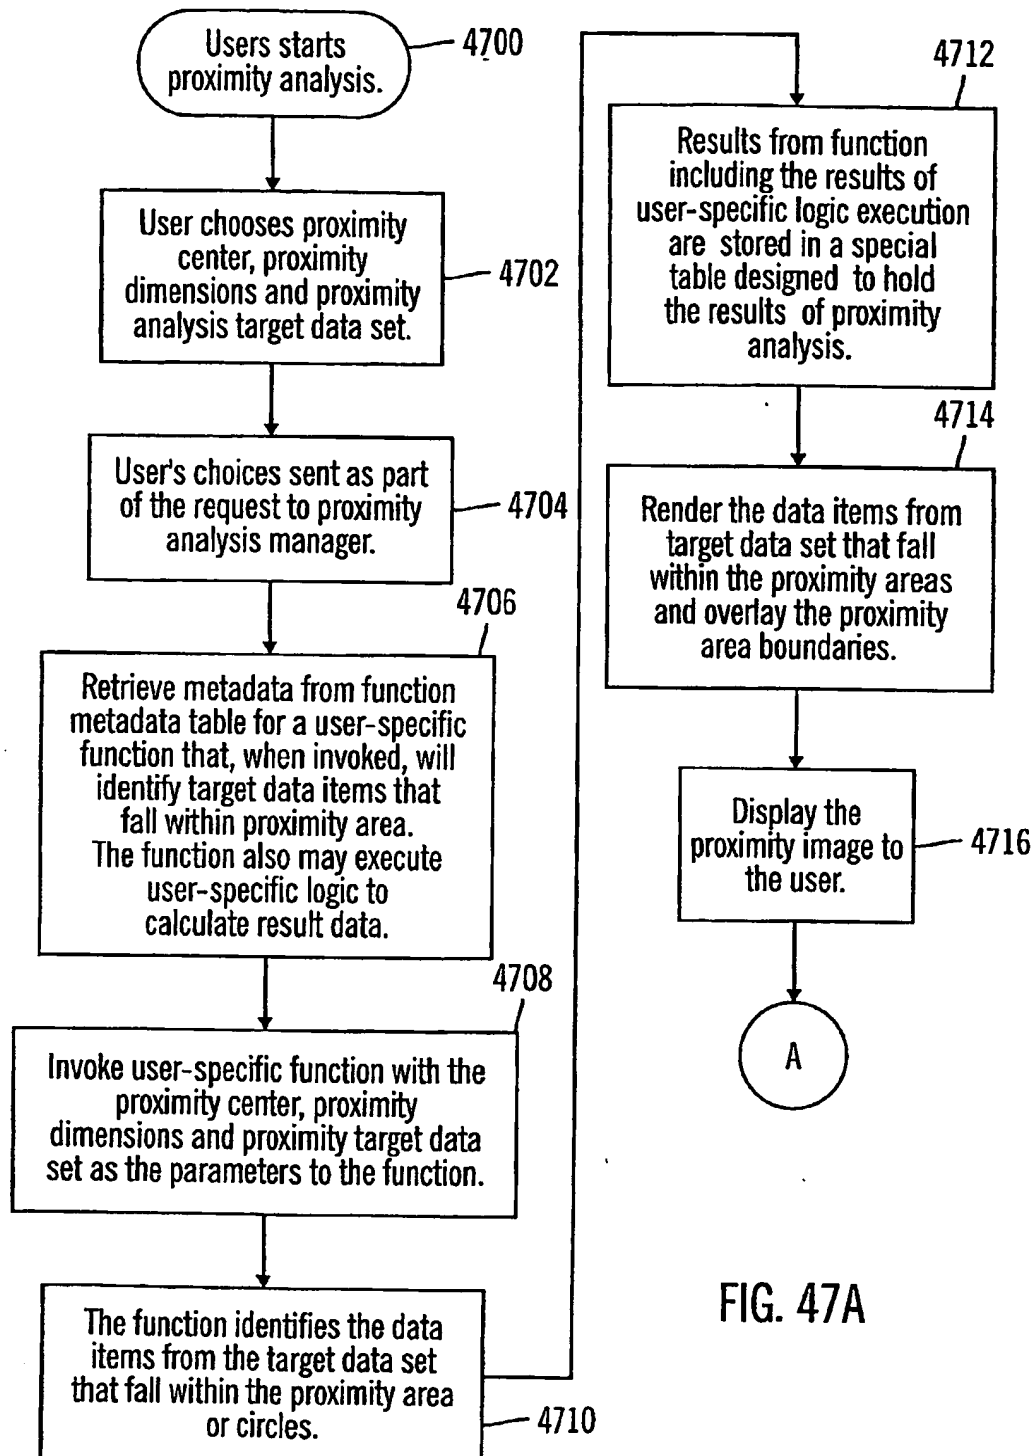 Users starts
proximity analysis.
4700
User chooses proximity
center, proximity
dimensions and proximity
analysis target data set.
4702
User's choices sent as part
of the request to proximity
analysis manager.
4704
4706
Retrieve metadata from function
metadata table for a user-specific
function that, when invoked, will
identify target data items that
fall within proximity area.
The function also may execute
user-specific logic to
calculate result data.
4708
Invoke user-specific function with the
proximity center, proximity
dimensions and proximity target data
set as the parameters to the function.
The function identifies the data
items from the target data set
that fall within the proximity area
or circles.
4710
4712
Results from function
including the results of
user-specific logic execution
are stored in a special
table designed to hold
the results of proximity
analysis.
4714
Render the data items from
target data set that fall
within the proximity areas
and overlay the proximity
area boundaries.
Display the
proximity image to
the user.
4716
A
FIG. 47A